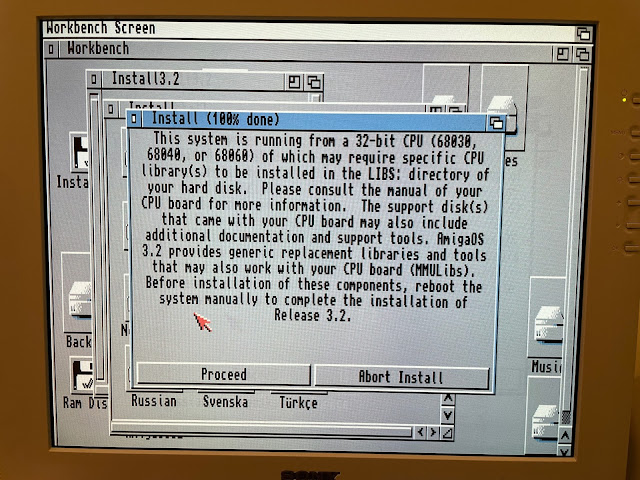 Workbench Screen
Workbench
Install3,2
Install
Install (100% done)
This system is running from a 32-bit CPU (68030,
68040, or 68060) of which may require specific CPU
library(s) to be installed in the LIBS: directory of
your hard disk.  Please consult the manual of your
CPU board for more information.  The support disk(s)
that came with your CPU board may also include
additional documentation and support tools. AmigaOS
3.2 provides generic replacement libraries and tools
that may also work with your CPU board (MMULibs).
Before installation of these components, reboot the
system manually to complete the installation of
Release 3.2.
Proceed
Abort Install
Insta
es
Back
Ram Dis
Musi
Russian
Svenska
Türkçe